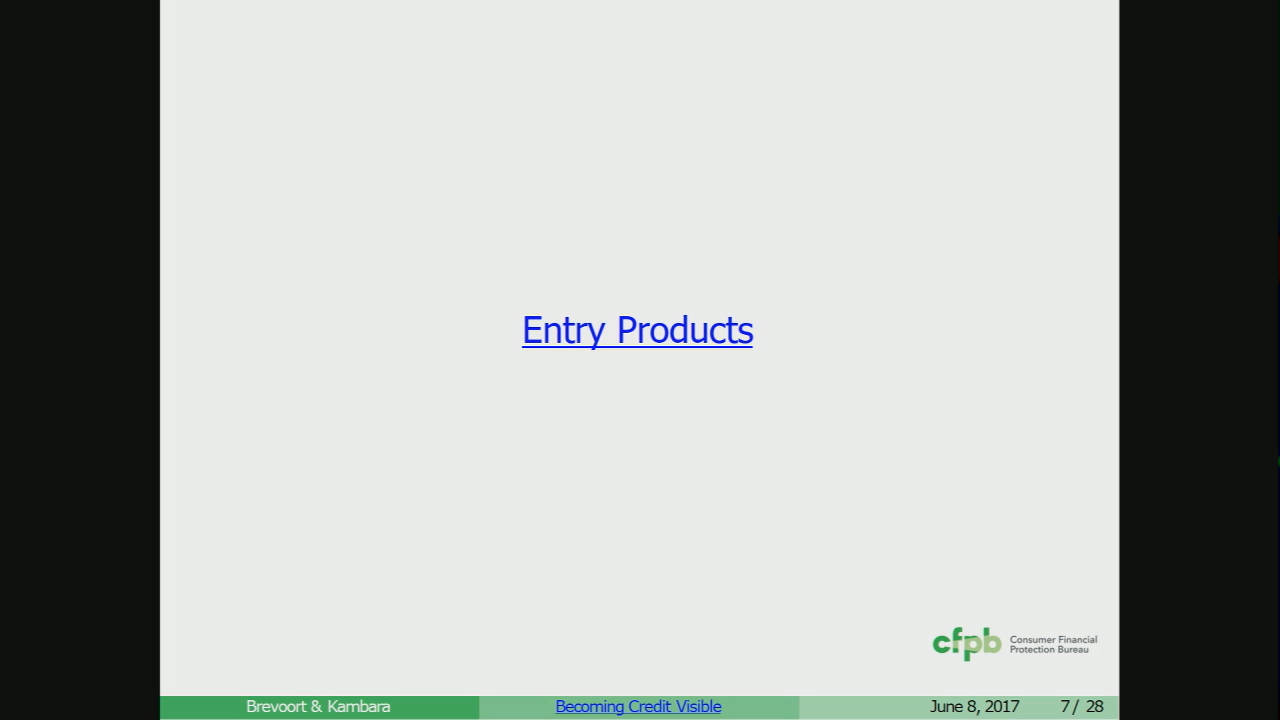 Entry Products
cfpb Consumer Financial
Protection Bureau
Brevoort & Kambara Becoming Credit Visible June 8, 2017 7 / 28